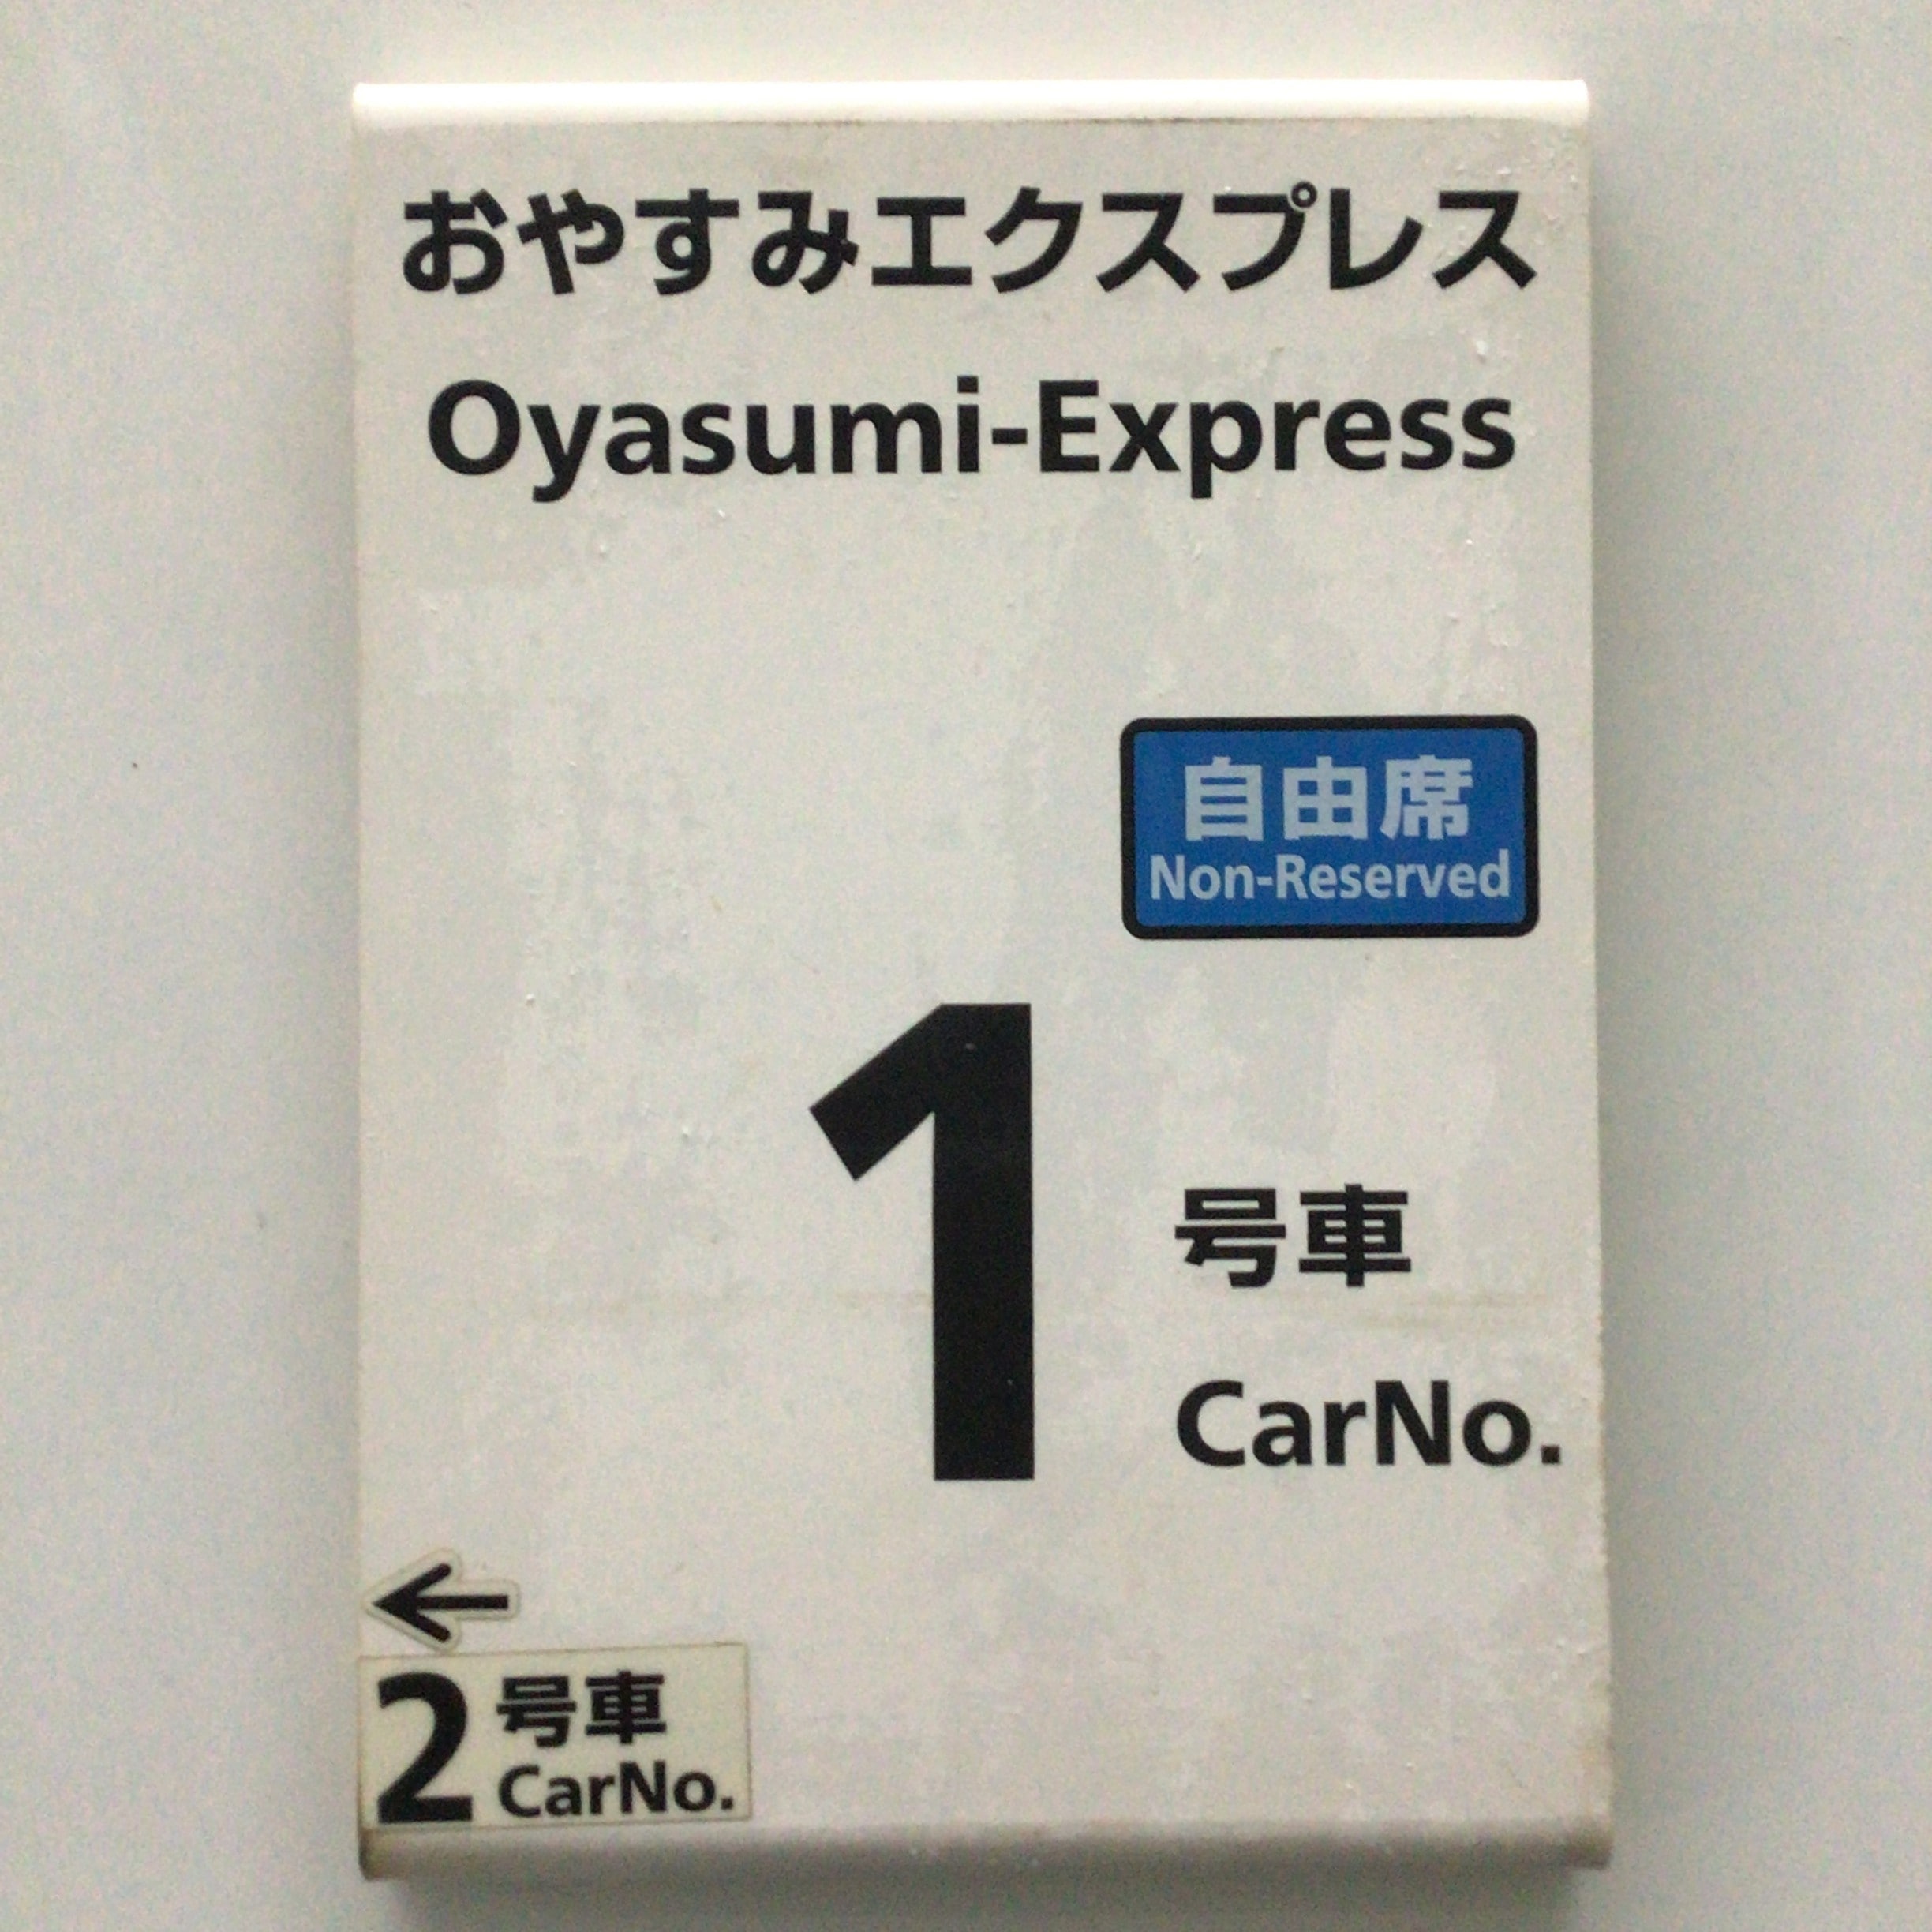 おやすみエクスプレス
Oyasumi-Express
自由席
Non-Reserved
1 号車
CarNo.
←
2 号車
CarNo.